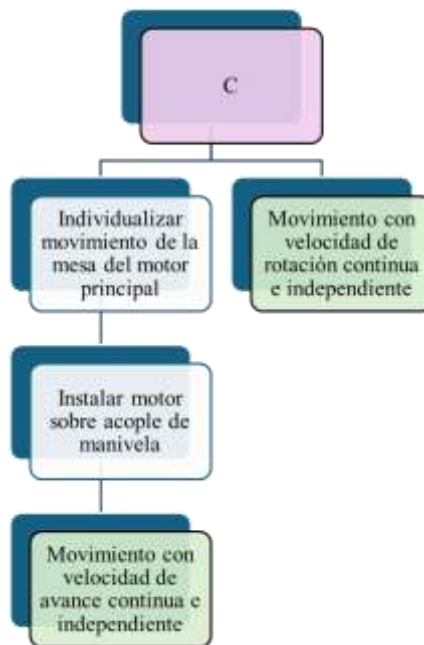 C
Individualizar
movimiento de la
mesa del motor
principal
Movimiento con
velocidad de
rotación continua
e independiente
Instalar motor
sobre acople de
manivela
Movimiento con
velocidad de
avance continua e
independiente